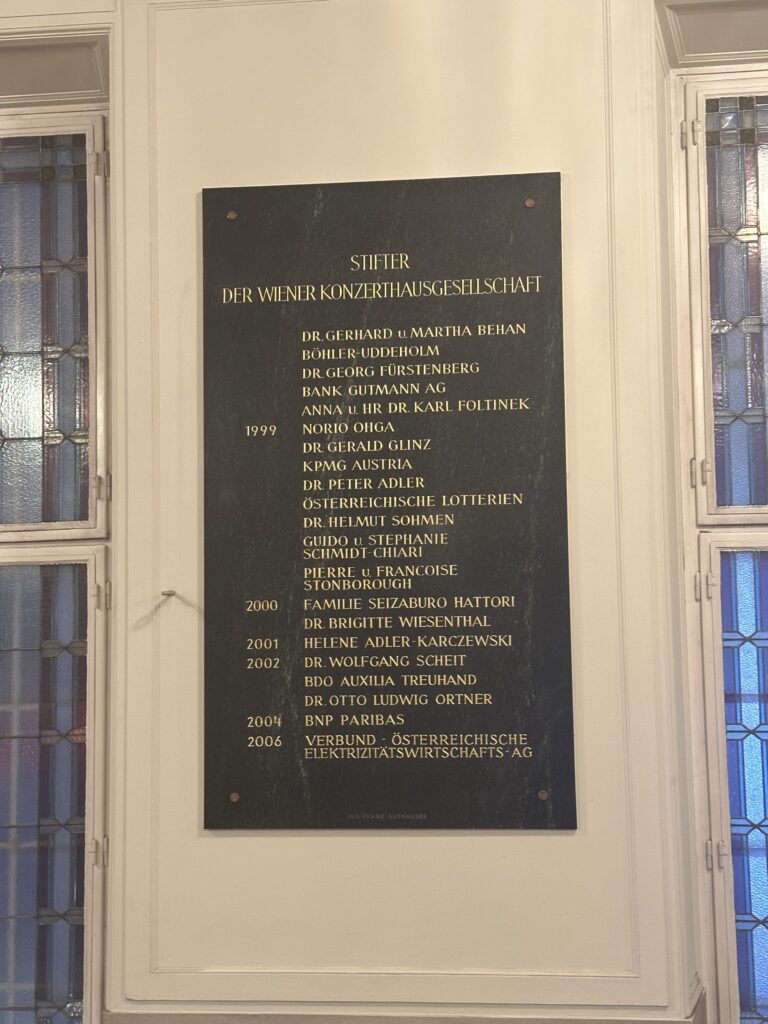 STIFTER
DER WIENER KONZERTHAUSGESELLSCHAFT
DR. GERHARD u. MARTHA BEHAN
BÖHLER-UDDEHOLM
DR. GEORG FÜRSTENBERG
BANK GUTMANN AG
ANNA u. HR DR. KARL FOLTINEK
1999 NORIO OHGA
DR. GERALD GLINZ
KPMG AUSTRIA
DR. PETER ADLER
ÖSTERREICHISCHE LOTTERIEN
DR. HELMUT SOHMEN
GUIDO u. STEPHANIE
SCHMIDT-CHIARI
PIERRE u. FRANCOISE
STONBOROUGH
2000 FAMILIE SEIZABURO HATTORI
DR. BRIGITTE WIESENTHAL
2001 HELENE ADLER-KARCZEWSKI
2002 DR. WOLFGANG SCHEIT
BDO AUXILIA TREUHAND
DR. OTTO LUDWIG ORTNER
2004 BNP PARIBAS
2006 VERBUND - ÖSTERREICHISCHE
ELEKTRIZITÄTSWIRTSCHAFTS-AG
ING. FRANZ